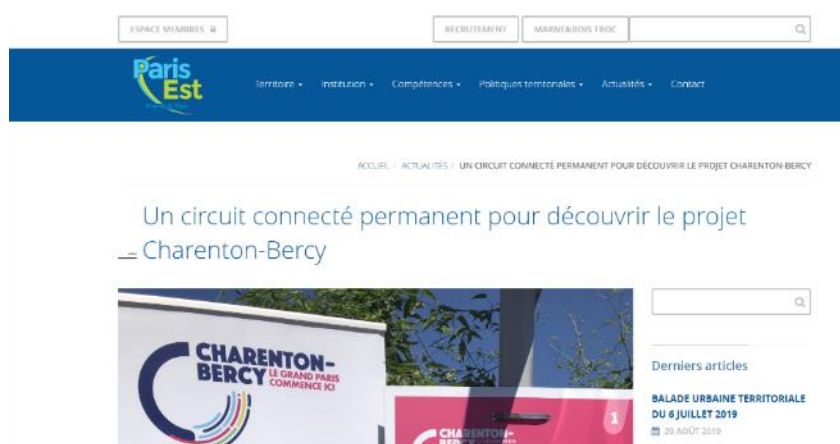 ESPACE MEMBRES
RECRUTEMENT
MARNE&BOIS TROC
Paris
Est
Territoire
Institution
Compétences
Politiques territoriales
Actualités
Contact
ACCUEIL / ACTUALITÉS / UN CIRCUIT CONNECTÉ PERMANENT POUR DÉCOUVRIR LE PROJET CHARENTON-BERCY
Un circuit connecté permanent pour découvrir le projet
Charenton-Bercy
CHARENTON-
BERCY LE GRAND PARIS
COMMENCE ICI
1
CHARENTON-
BERCY
Derniers articles
BALADE URBAINE TERRITORIALE
DU 6 JUILLET 2019
29 AOÛT 2019